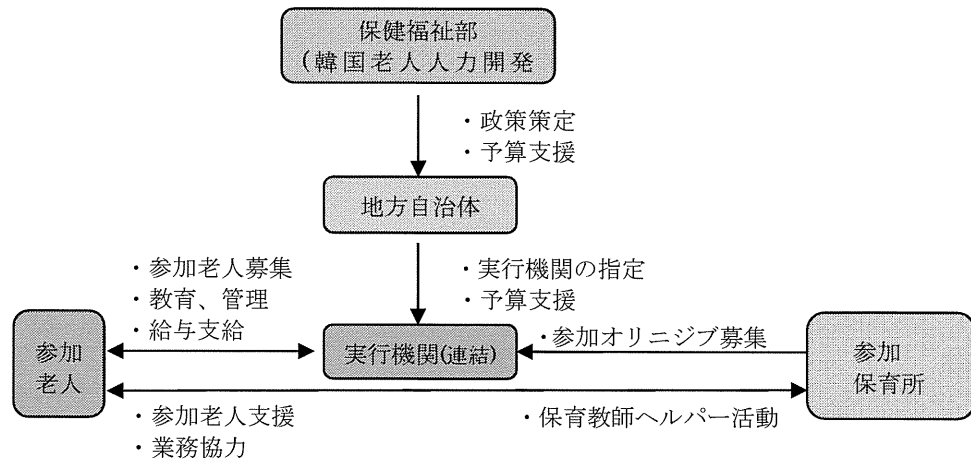 保健福祉部
(韓国老人人力開発
・政策策定
・予算支援
地方自治体
・参加老人募集
・教育、管理
・給与支給
・実行機関の指定
・予算支援
参加
老人
実行機関(連結)
・参加オリニジブ募集
参加
保育所
・参加老人支援
・業務協力
・保育教師ヘルパー活動